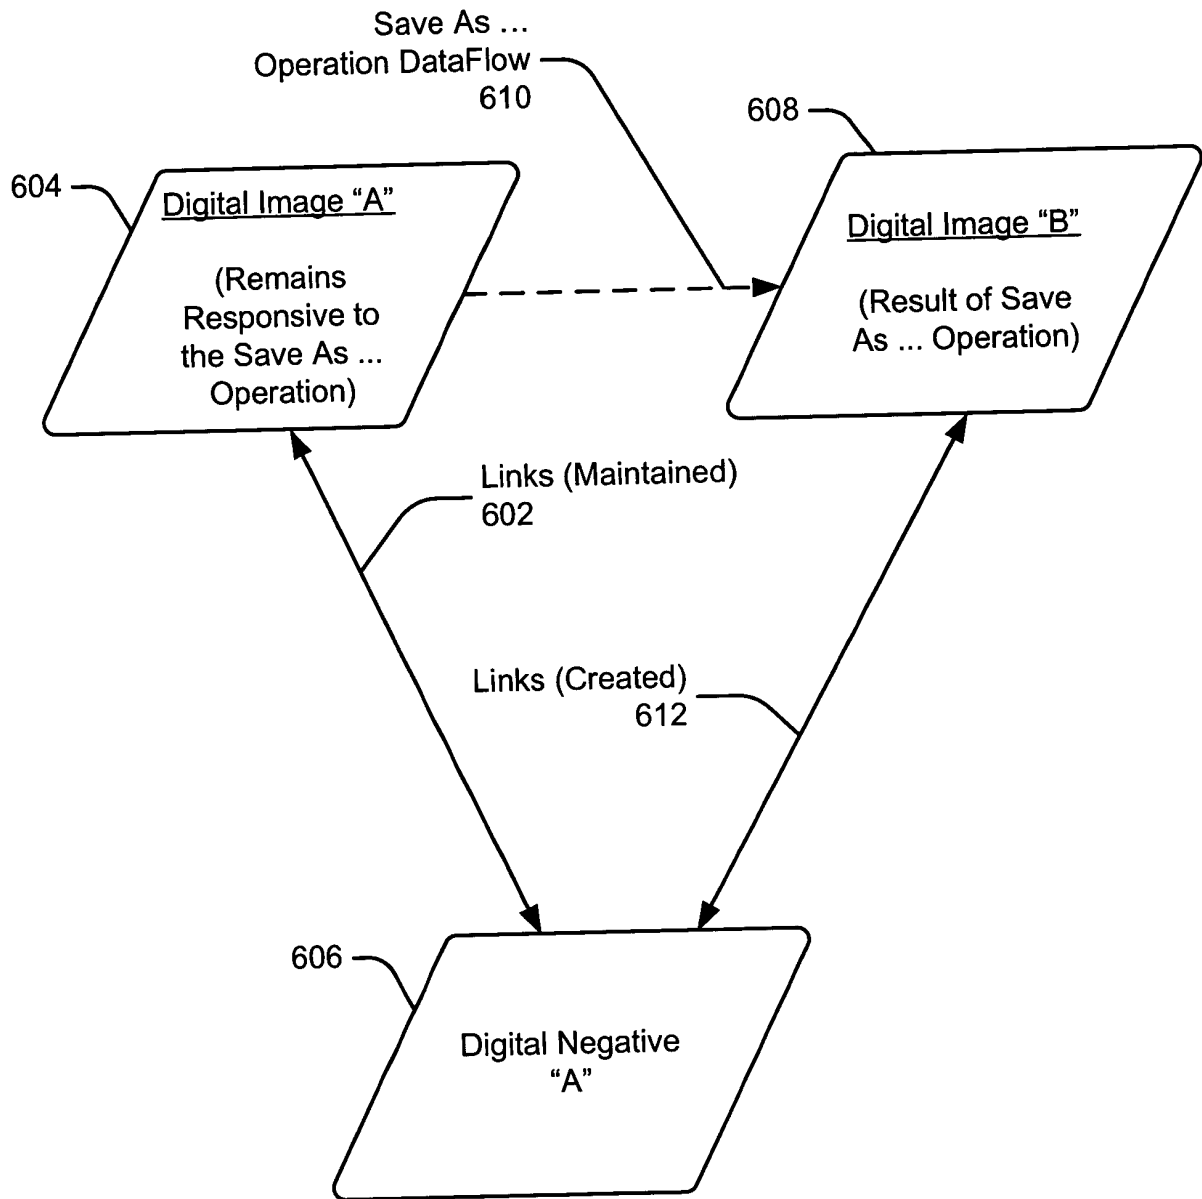 Save As ...
Operation DataFlow
610
608
604
Digital Image “A”
(Remains
Responsive to
the Save As ...
Operation)
Digital Image “B”
(Result of Save
As ... Operation)
Links (Maintained)
602
Links (Created)
612
606
Digital Negative
“A”